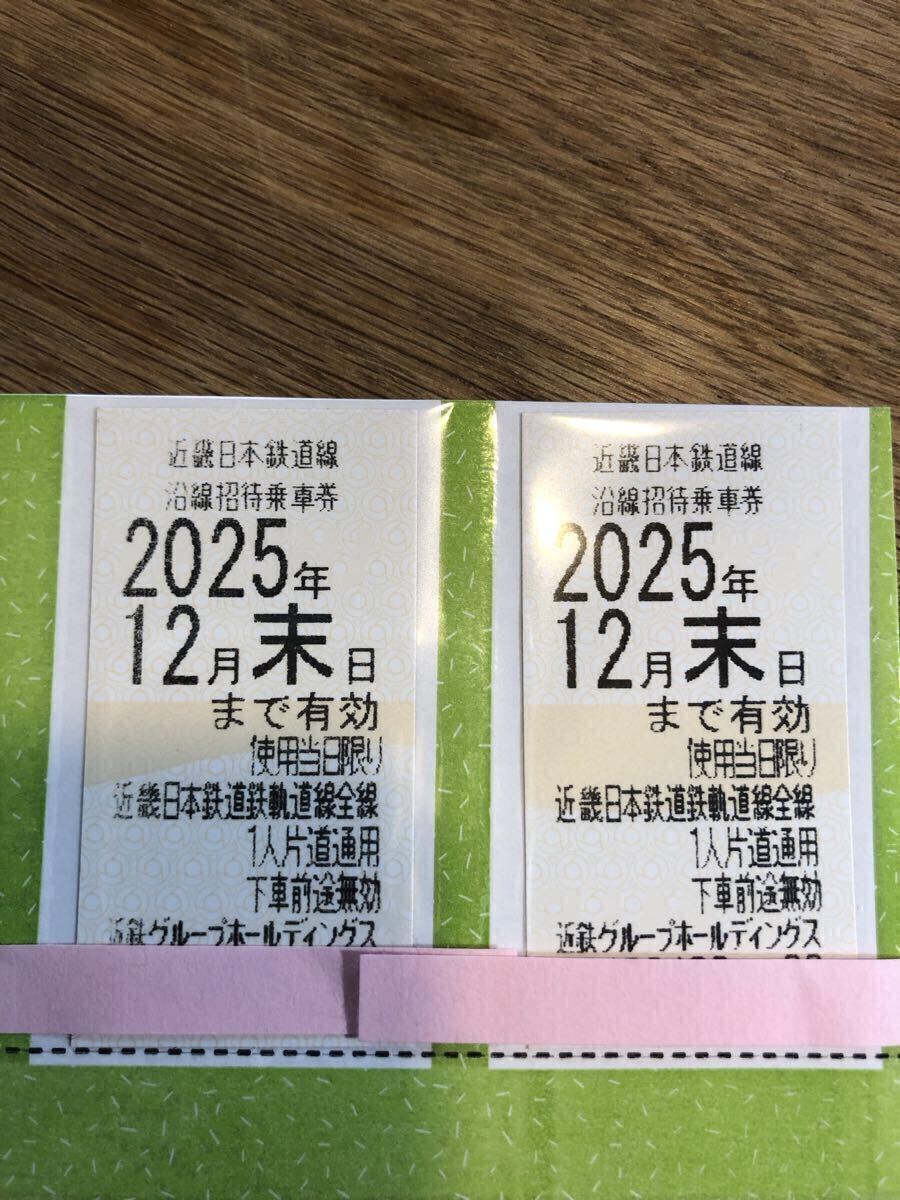 近畿日本鉄道線
沿線招待乗車券
2025年
12月末日
まで有効
使用当日限り
近畿日本鉄道鉄軌道線全線
1人片道通用
下車前途無効
近鉄グループホールディングス
近畿日本鉄道線
沿線招待乗車券
2025年
12月末日
まで有効
使用当日限り
近畿日本鉄道鉄軌道線全線
1人片道通用
下車前途無効
近鉄グループホールディングス